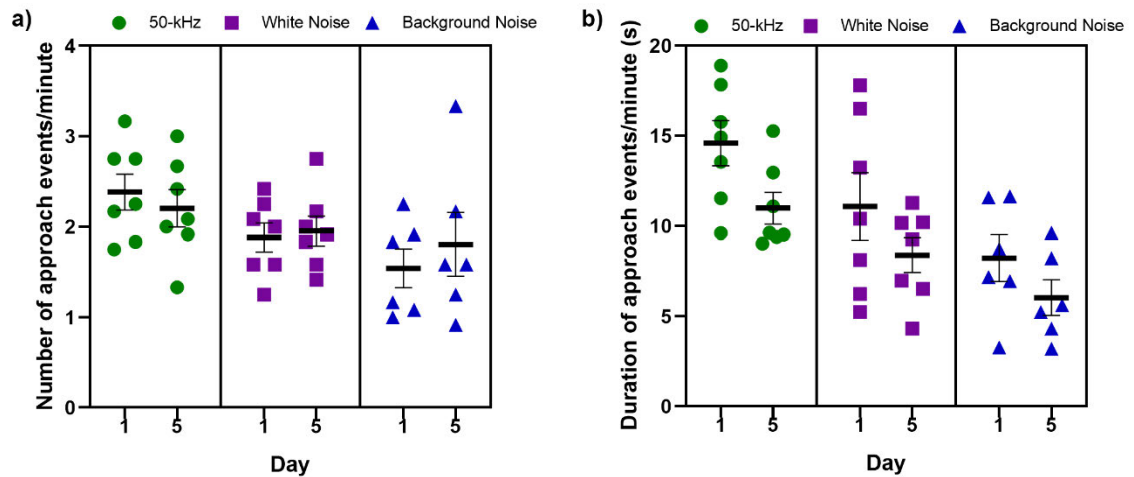 a)
50-kHz White Noise Background Noise
Number of approach events/minute
4
3
2
1
0
1 5 1 5 1 5
Day
b)
50-kHz White Noise Background Noise
Duration of approach events/minute (s)
20
15
10
5
0
1 5 1 5 1 5
Day